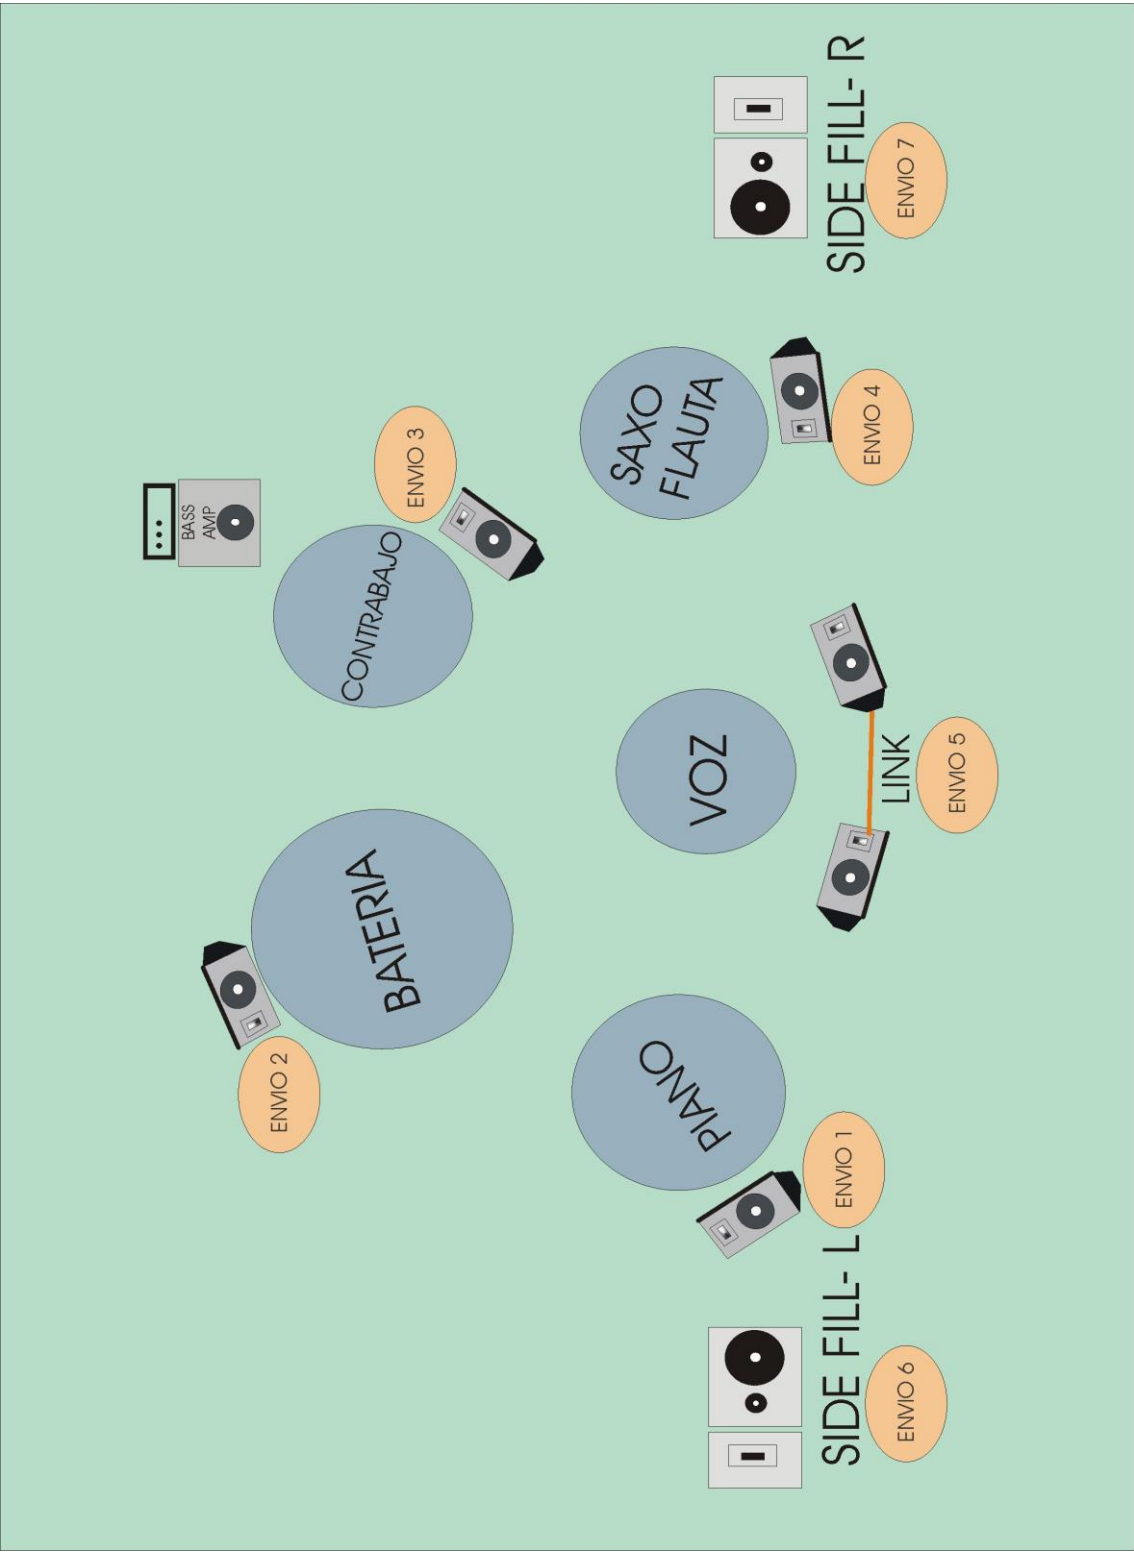 BASS
AMP
ENVIO 3
CONTRABAJO
BATERIA
ENVIO 2
SAXO
FLAUTA
ENVIO 4
VOZ
LINK
ENVIO 5
PIANO
ENVIO 1
SIDE FILL- L
ENVIO 6
SIDE FILL- R
ENVIO 7